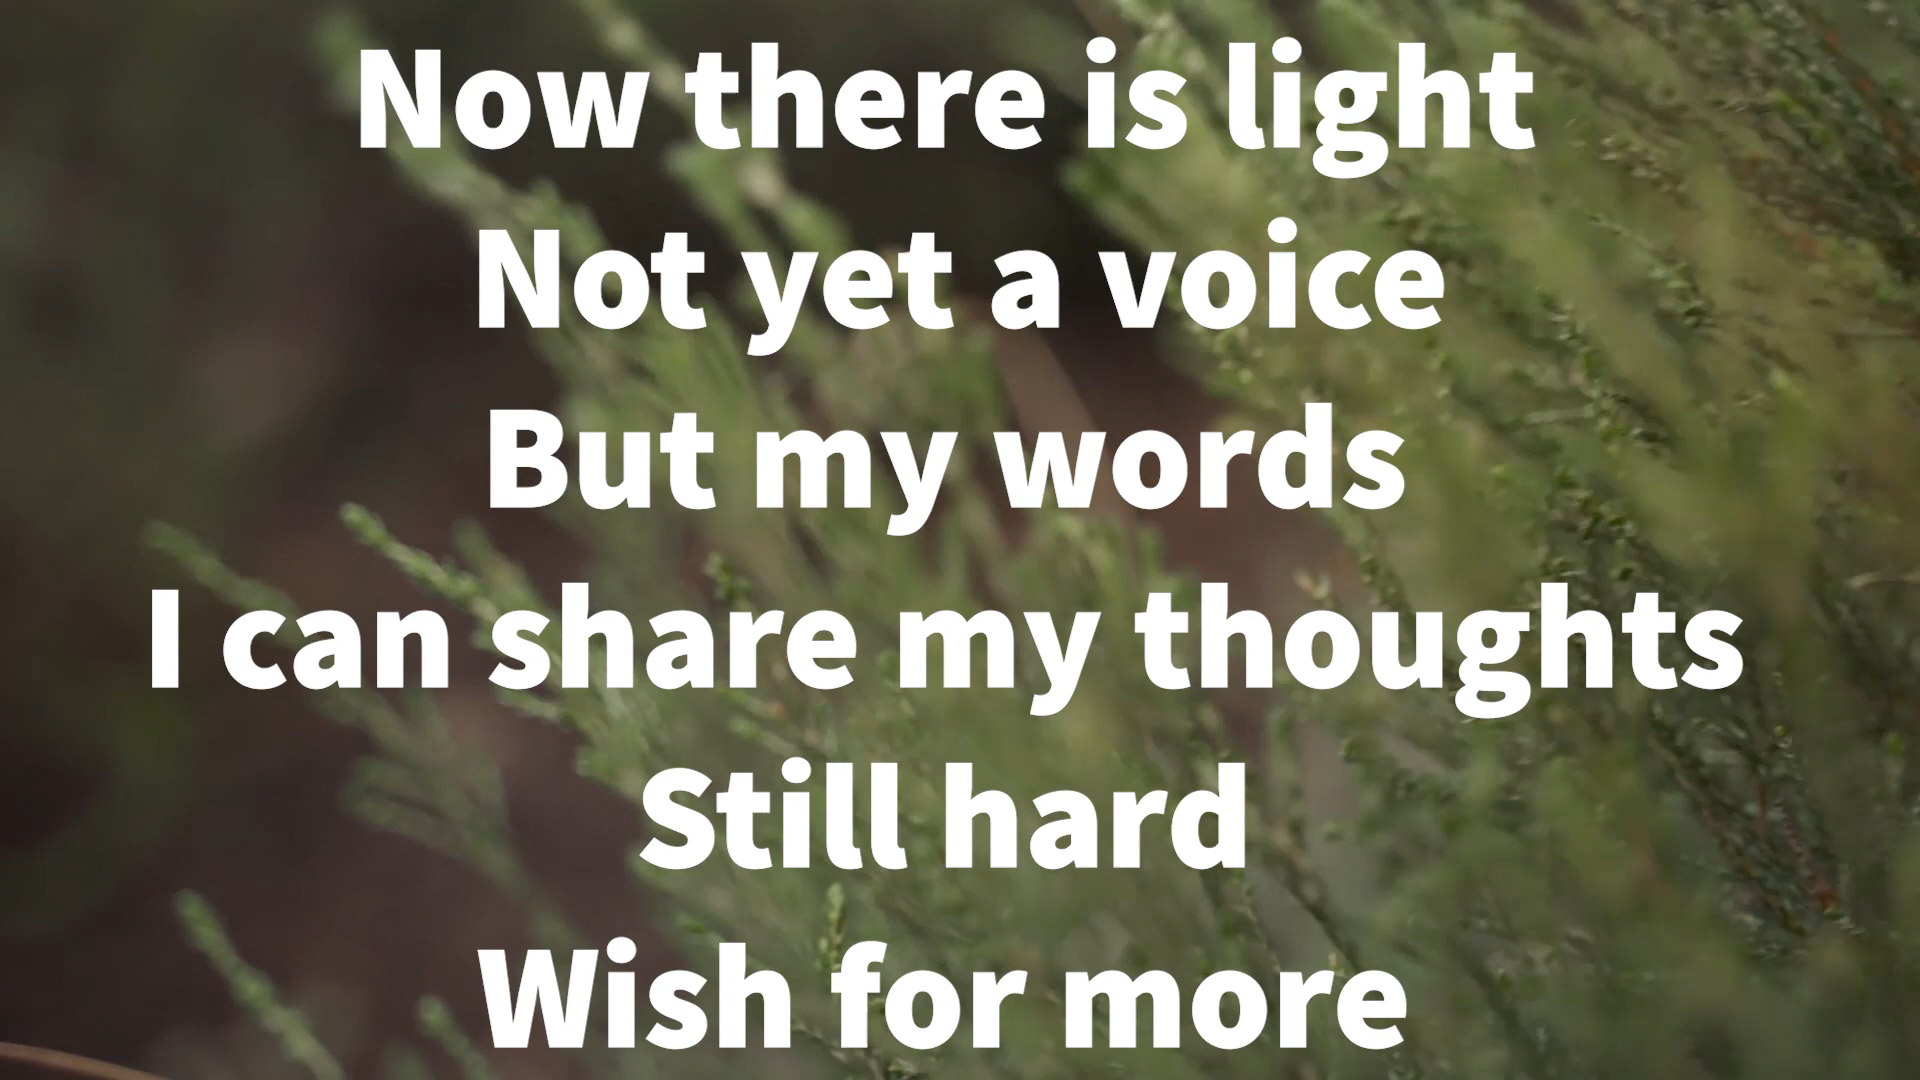 Now there is light
Not yet a voice
But my words
I can share my thoughts
Still hard
Wish for more